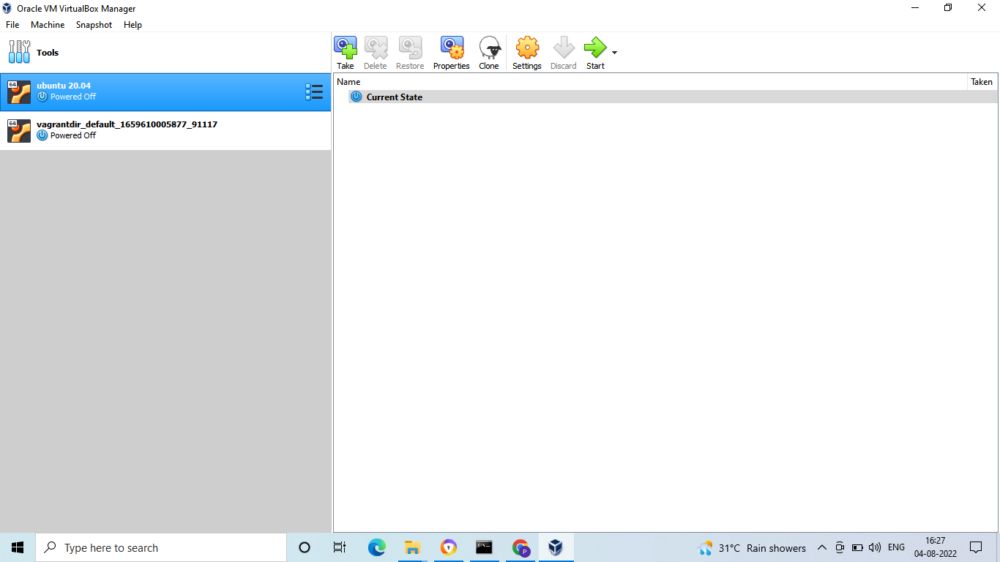 Oracle VM VirtualBox Manager
File Machine Snapshot Help
Tools
Take Delete Restore Properties Clone Settings Discard Start
64
ubuntu 20.04
Powered Off
64
vagrantdir_default_1659610005877_91117
Powered Off
Name Taken
Current State
Type here to search
P
31°C Rain showers
ENG
16:27
04-08-2022